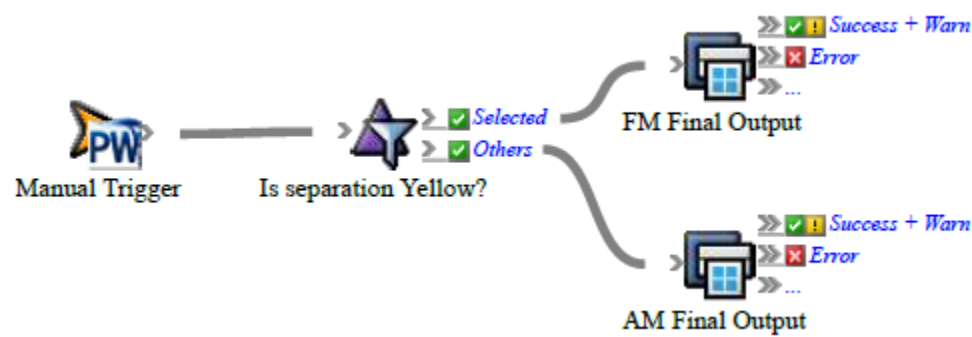 Success + Warn
Error
...
FM Final Output
Selected
Others
PW
Manual Trigger
Is separation Yellow?
Success + Warn
Error
...
AM Final Output